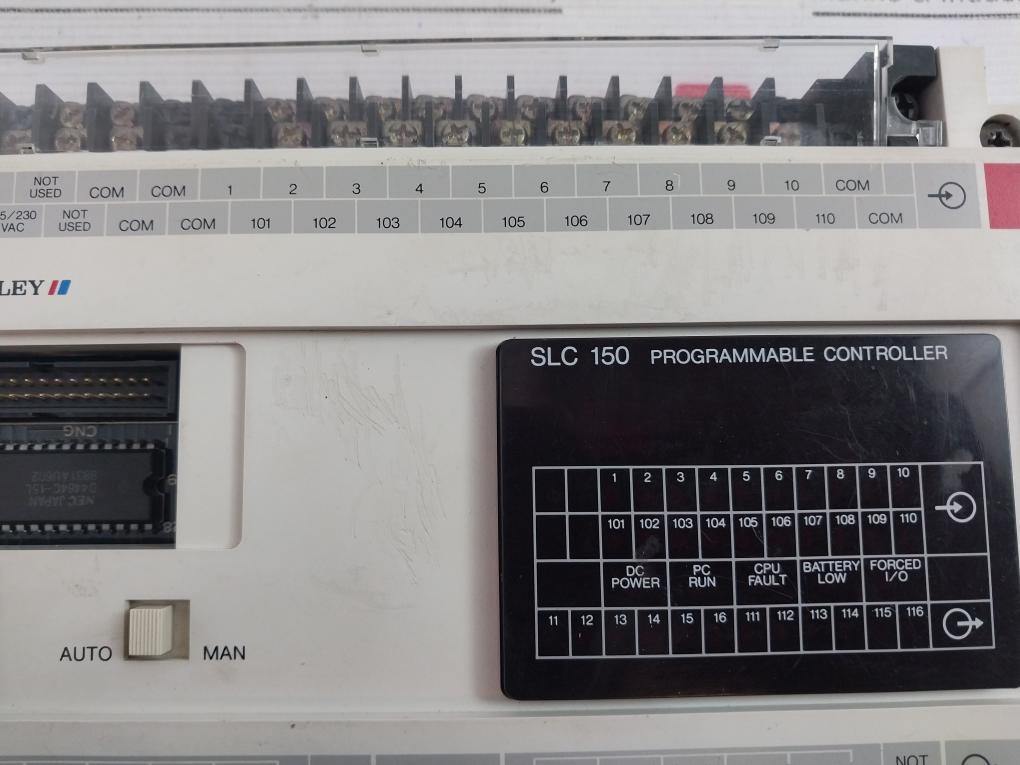 NOT USED COM COM 1 2 3 4 5 6 7 8 9 10 COM
5/230 VAC NOT USED COM COM 101 102 103 104 105 106 107 108 109 110 COM
LEY
SLC 150 PROGRAMMABLE CONTROLLER
1 2 3 4 5 6 7 8 9 10
101 102 103 104 105 106 107 108 109 110
DC POWER PC RUN CPU FAULT BATTERY LOW FORCED I/O
11 12 13 14 15 16 111 112 113 114 115 116
CNG
NEC JAPAN
D4464C-15L
AUTO MAN
NOT